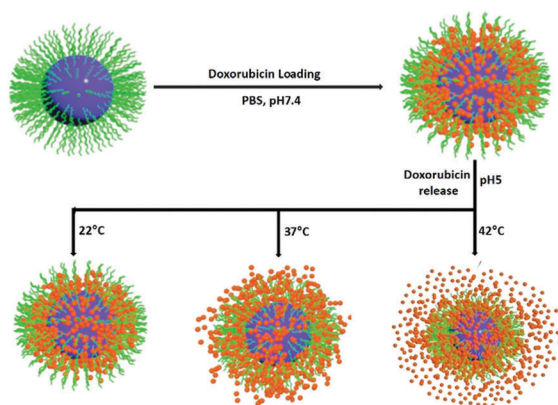 Doxorubicin Loading
PBS, pH7.4
Doxorubicin
release
pH5
22°C
37°C
42°C